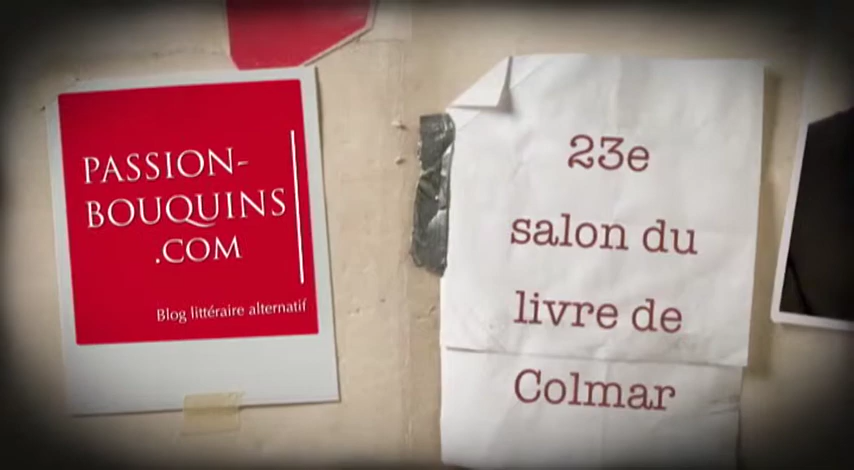 PASSION-
BOUQUINS
.COM
Blog littéraire alternatif
23e
salon du
livre de
Colmar